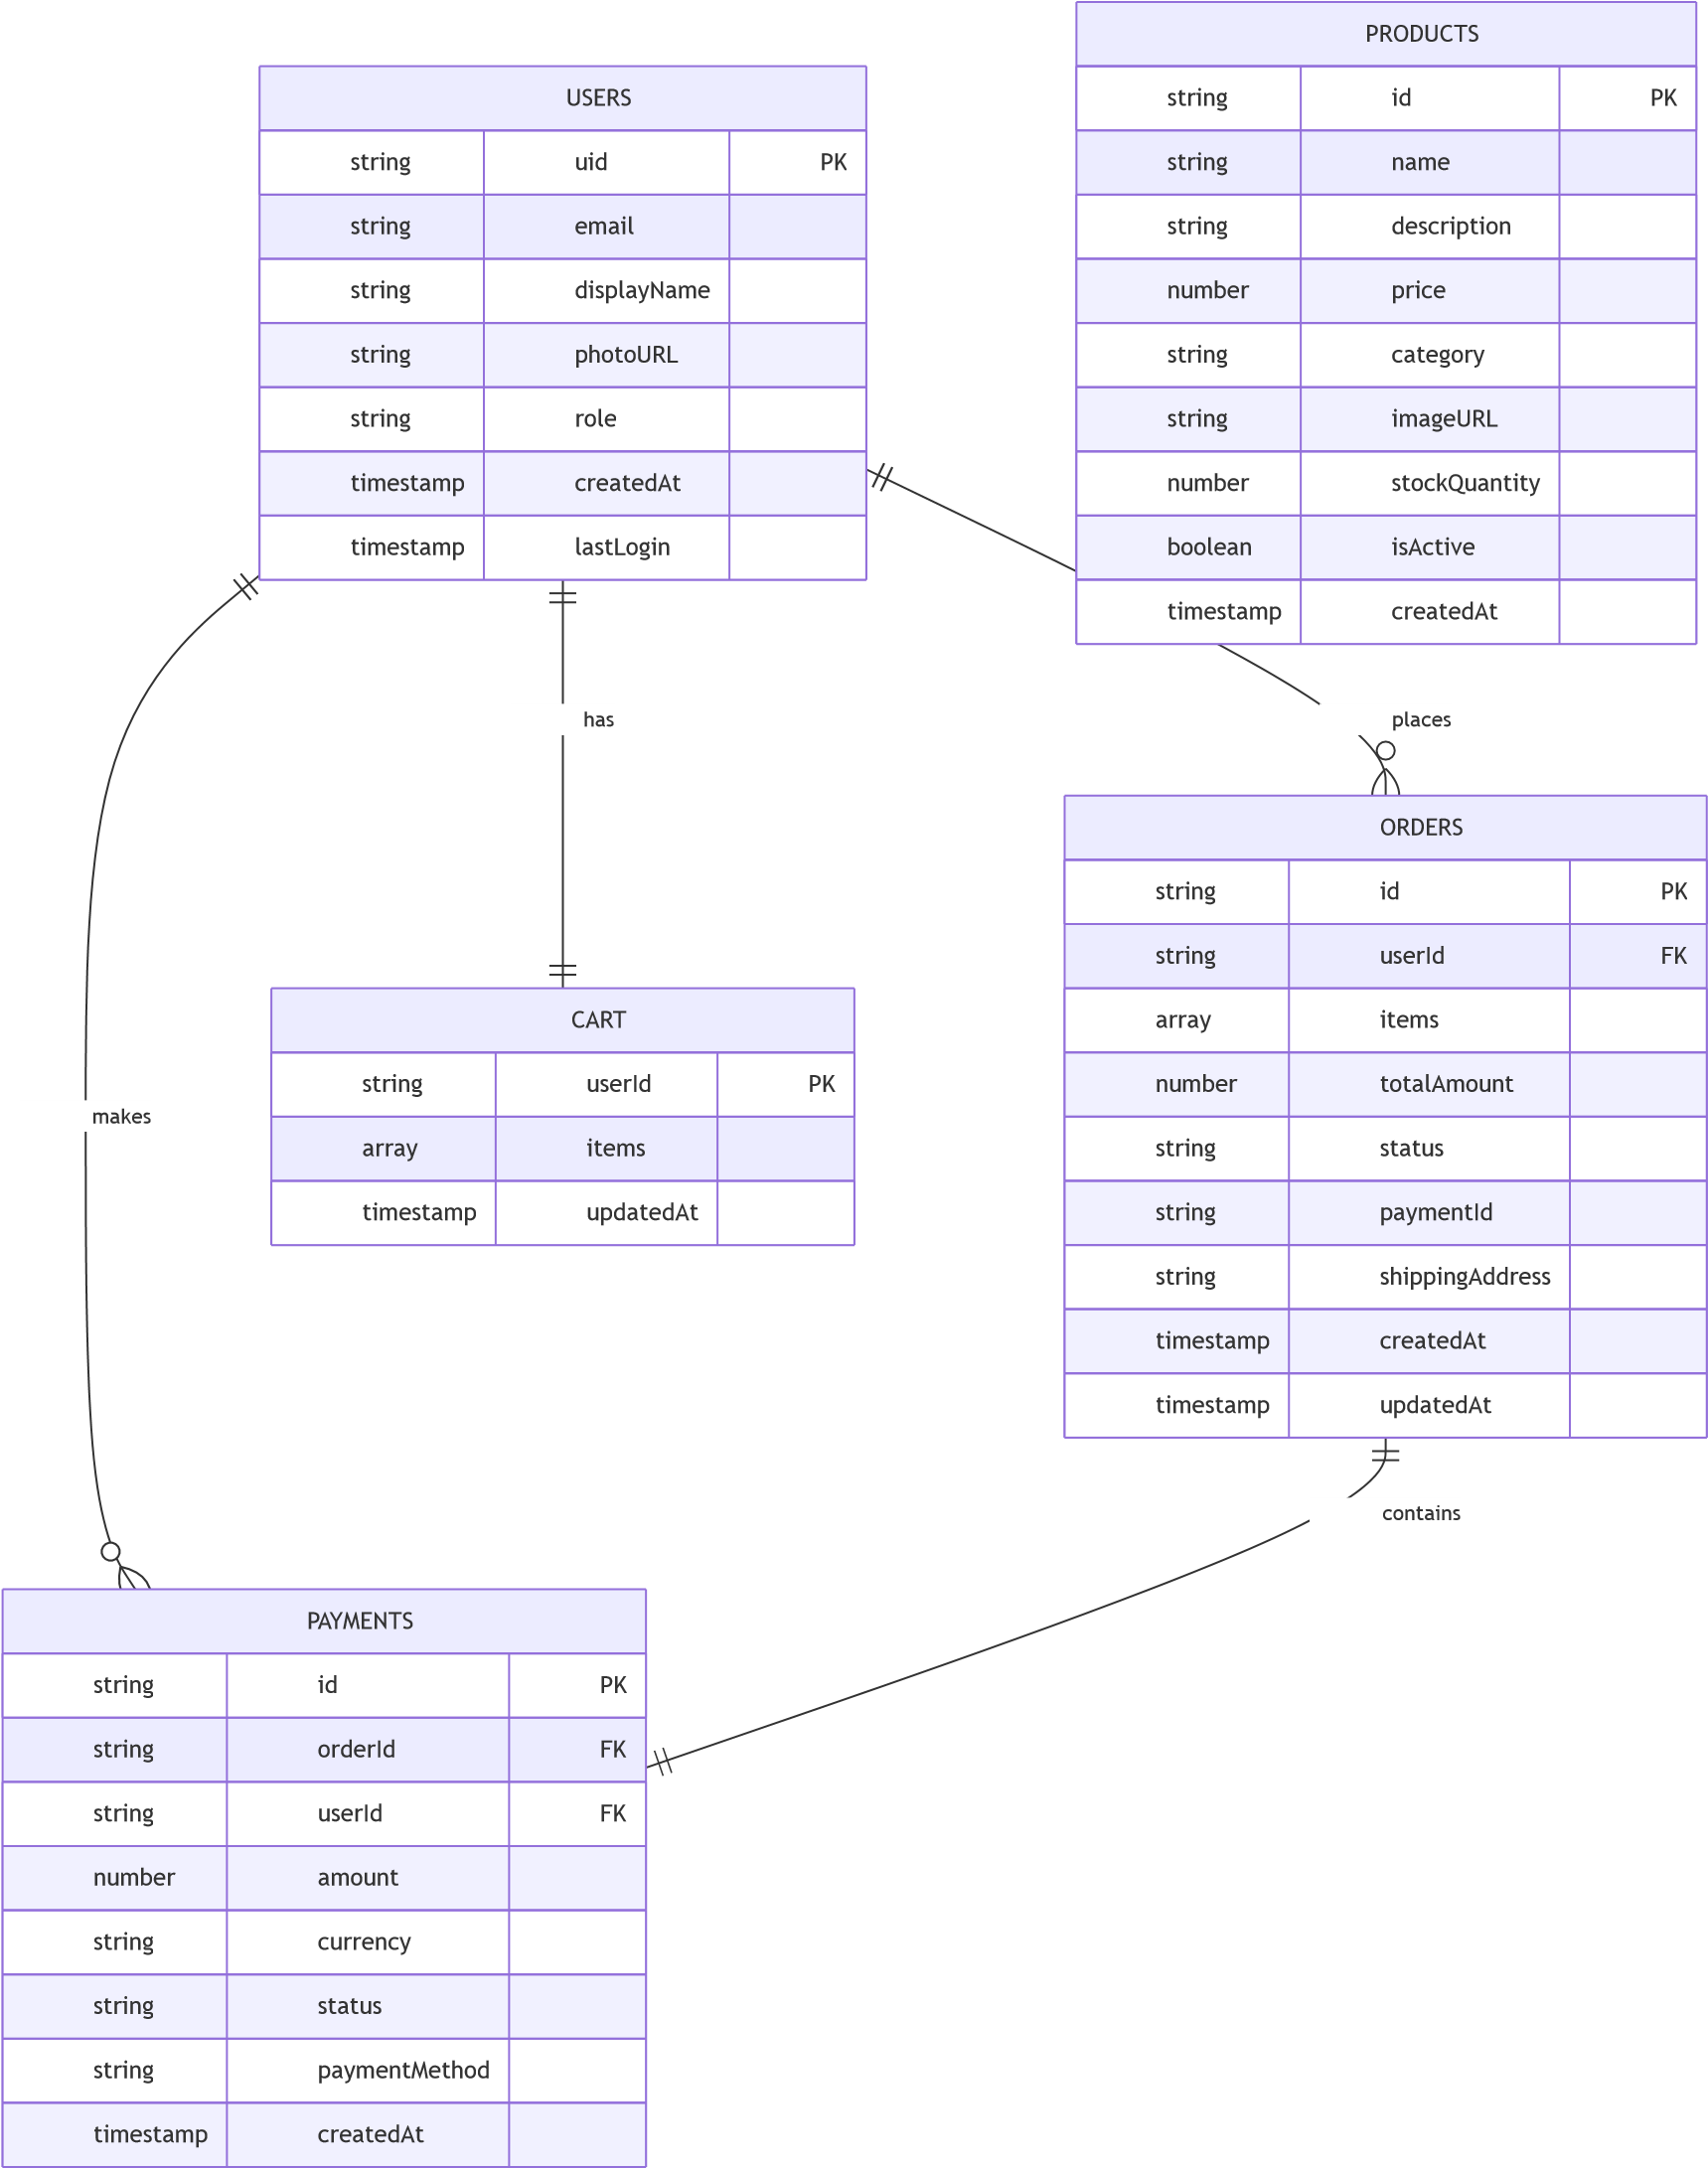 USERS
string uid PK
string email
string displayName
string photoURL
string role
timestamp createdAt
timestamp lastLogin
PRODUCTS
string id PK
string name
string description
number price
string category
string imageURL
number stockQuantity
boolean isActive
timestamp createdAt
has
places
ORDERS
string id PK
string userId FK
array items
number totalAmount
string status
string paymentId
string shippingAddress
timestamp createdAt
timestamp updatedAt
CART
string userId PK
array items
timestamp updatedAt
makes
contains
PAYMENTS
string id PK
string orderId FK
string userId FK
number amount
string currency
string status
string paymentMethod
timestamp createdAt